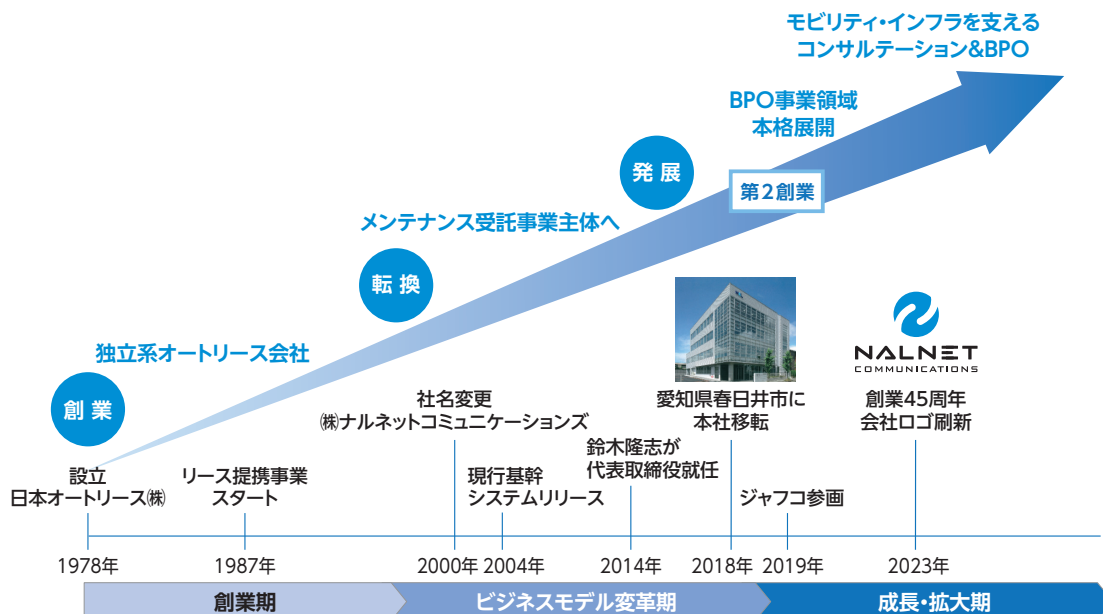 モビリティ・インフラを支える
コンサルテーション&BPO
BPO事業領域
本格展開
第2創業
発展
メンテナンス受託事業主体へ
転換
独立系オートリース会社
創業
NALNET
COMMUNICATIONS
設立
日本オートリース㈱
リース提携事業
スタート
社名変更
㈱ナルネットコミュニケーションズ
現行基幹
システムリリース
鈴木隆志が
代表取締役就任
愛知県春日井市に
本社移転
ジャフコ参画
創業45周年
会社ロゴ刷新
1978年
1987年
2000年
2004年
2014年
2018年
2019年
2023年
創業期
ビジネスモデル変革期
成長・拡大期